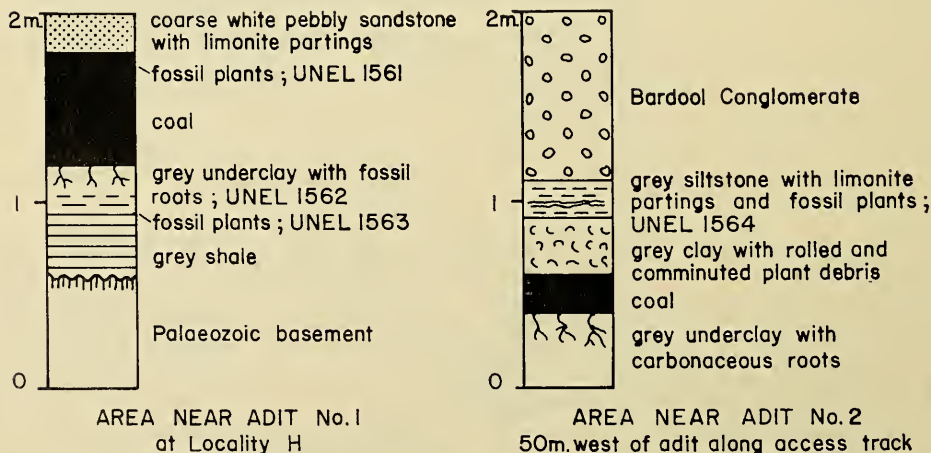 2m.
coarse white pebbly sandstone
with limonite partings
fossil plants ; UNEL 1561
coal
grey underclay with fossil
roots ; UNEL 1562
1
fossil plants ; UNEL 1563
grey shale
Palaeozoic basement
0
AREA NEAR ADIT No. 1
at Locality H
2m.
Bardool Conglomerate
grey siltstone with limonite
partings and fossil plants ;
UNEL 1564
1
grey clay with rolled and
comminuted plant debris
coal
grey underclay with
carbonaceous roots
0
AREA NEAR ADIT No. 2
50m. west of adit along access track